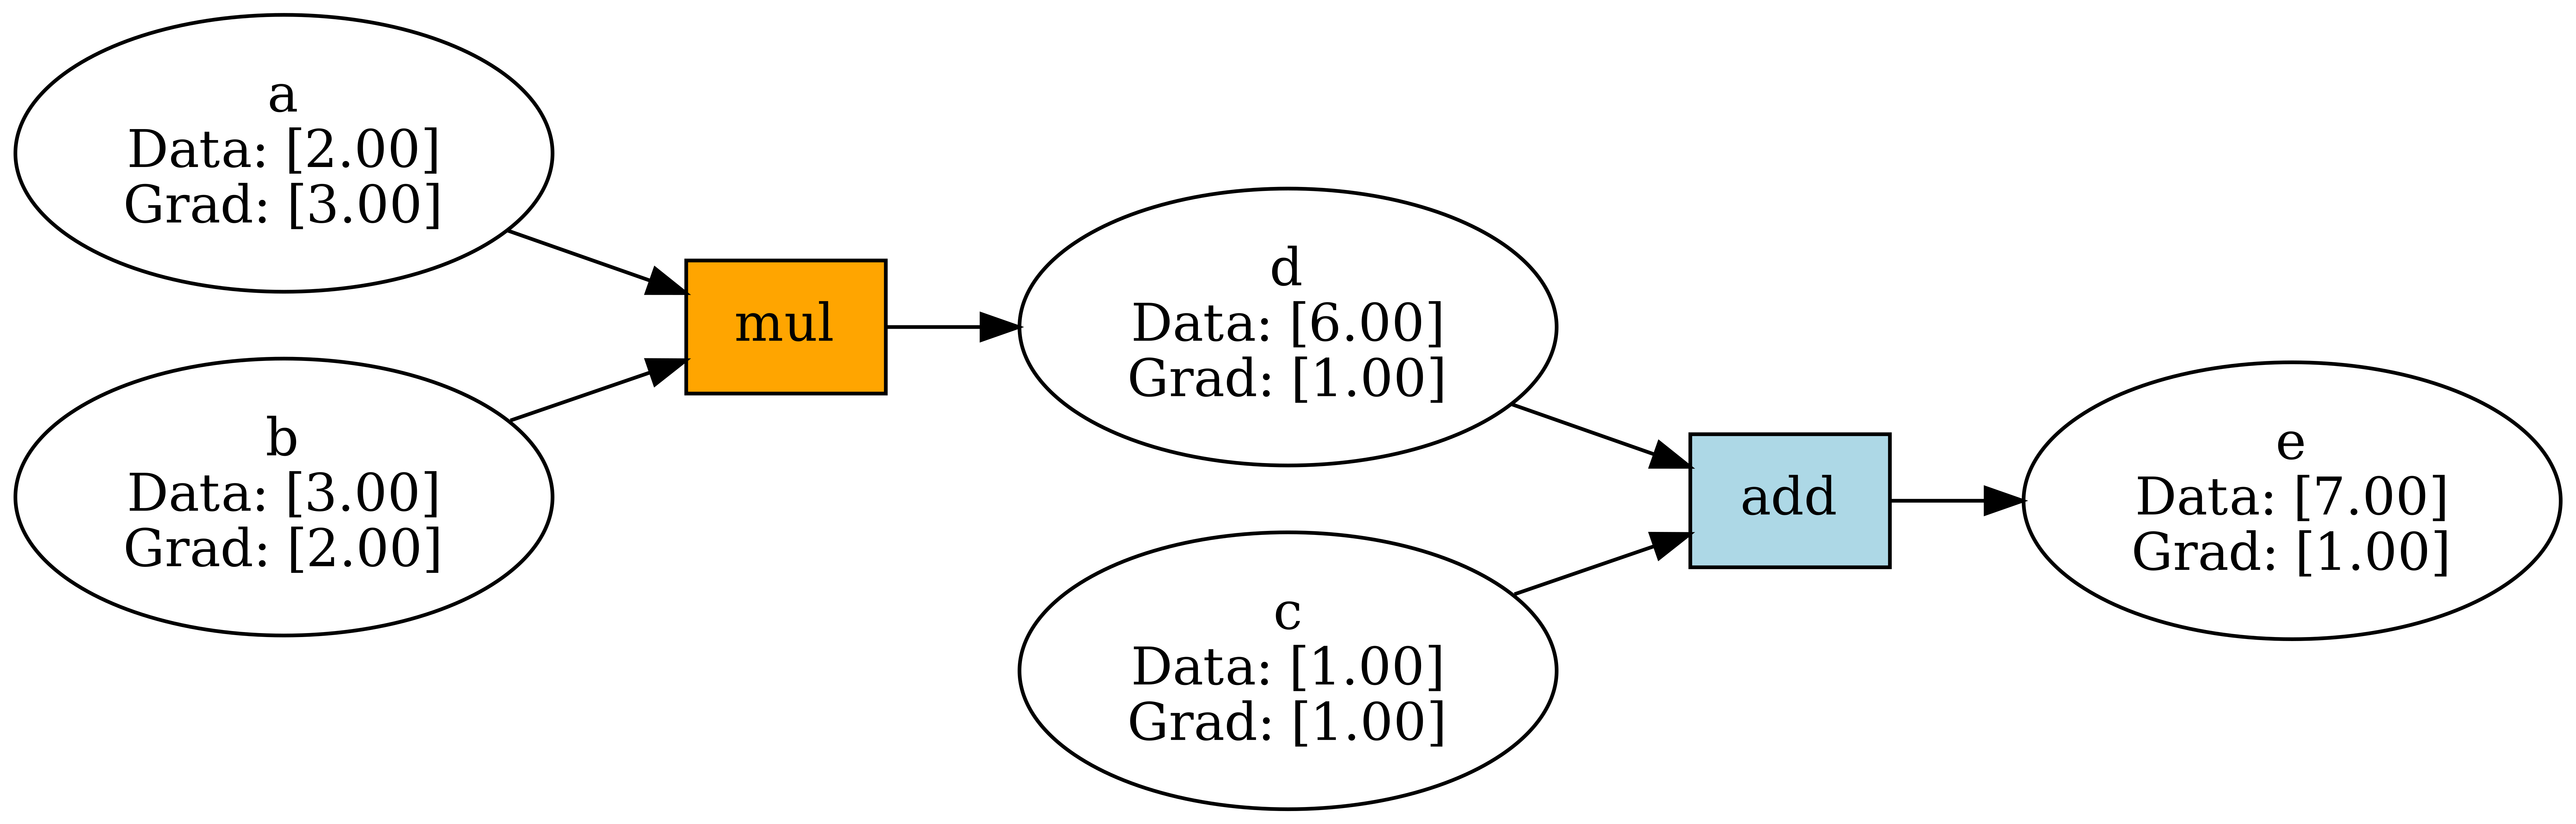 a
Data: [2.00]
Grad: [3.00]
b
Data: [3.00]
Grad: [2.00]
mul
d
Data: [6.00]
Grad: [1.00]
c
Data: [1.00]
Grad: [1.00]
add
e
Data: [7.00]
Grad: [1.00]